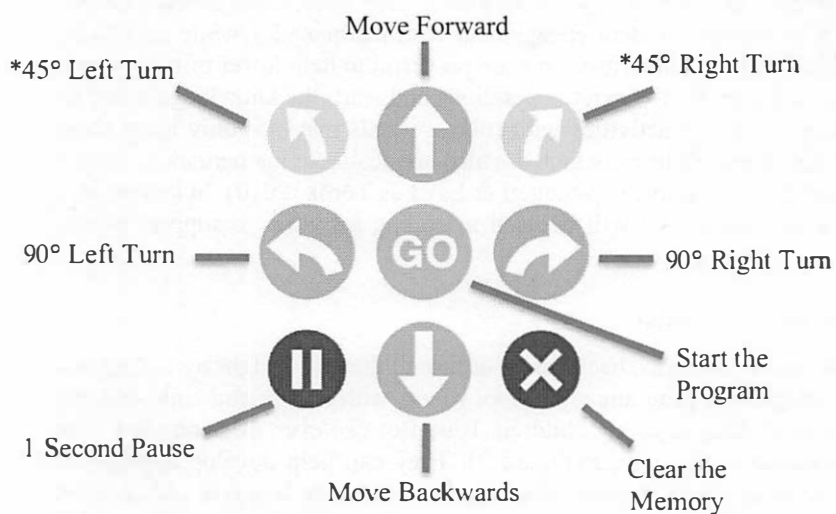 Move Forward
*45° Left Turn
*45° Right Turn
90° Left Turn
GO
90° Right Turn
Start the
Program
1 Second Pause
Move Backwards
Clear the
Memory